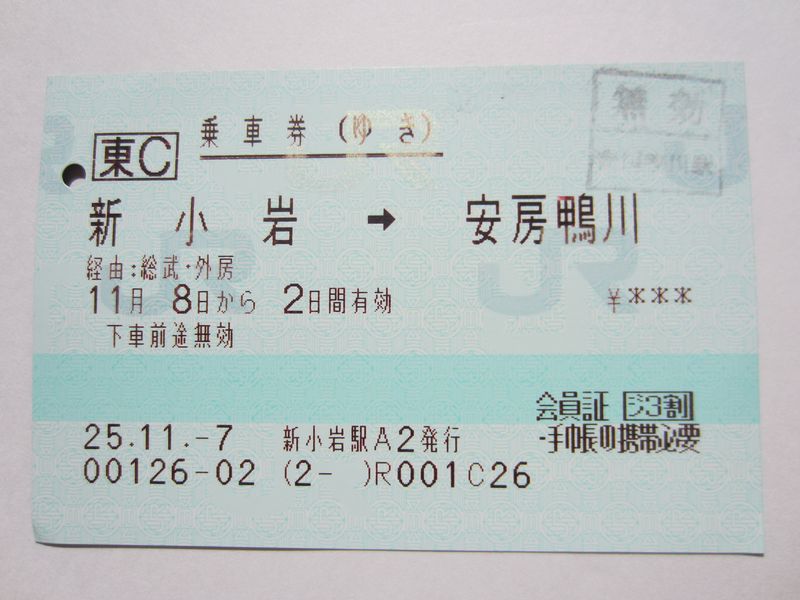 無効
東C 乗車券(ゆき)
新小岩 → 安房鴨川
経由:総武・外房
11月 8日から 2日間有効 ¥***
下車前途無効
会員証 ジ3割
25.11.-7 新小岩駅A2発行 -手帳の携帯必要
00126-02 (2- )R001C26